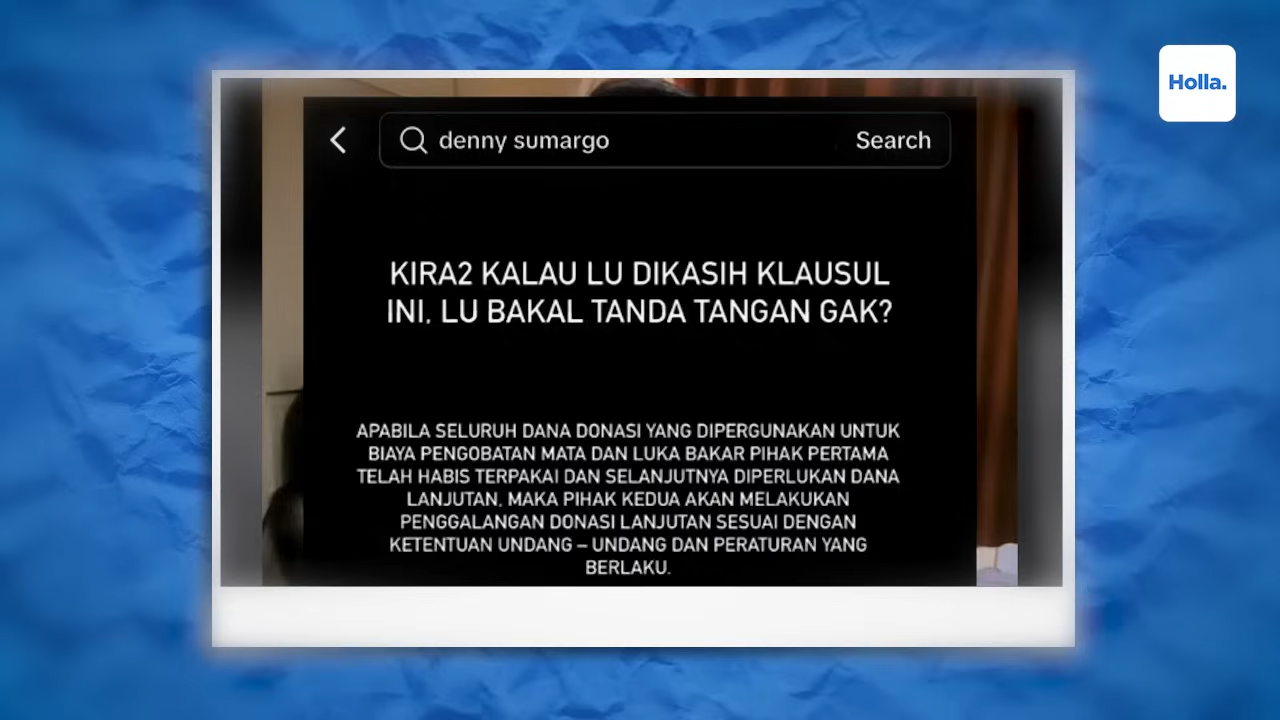 Holla.
denny sumargo
Search
KIRA2 KALAU LU DIKASIH KLAUSUL
INI, LU BAKAL TANDA TANGAN GAK?
APABILA SELURUH DANA DONASI YANG DIPERGUNAKAN UNTUK
BIAYA PENGOBATAN MATA DAN LUKA BAKAR PIHAK PERTAMA
TELAH HABIS TERPAKAI DAN SELANJUTNYA DIPERLUKAN DANA
LANJUTAN, MAKA PIHAK KEDUA AKAN MELAKUKAN
PENGGALANGAN DONASI LANJUTAN SESUAI DENGAN
KETENTUAN UNDANG – UNDANG DAN PERATURAN YANG
BERLAKU.